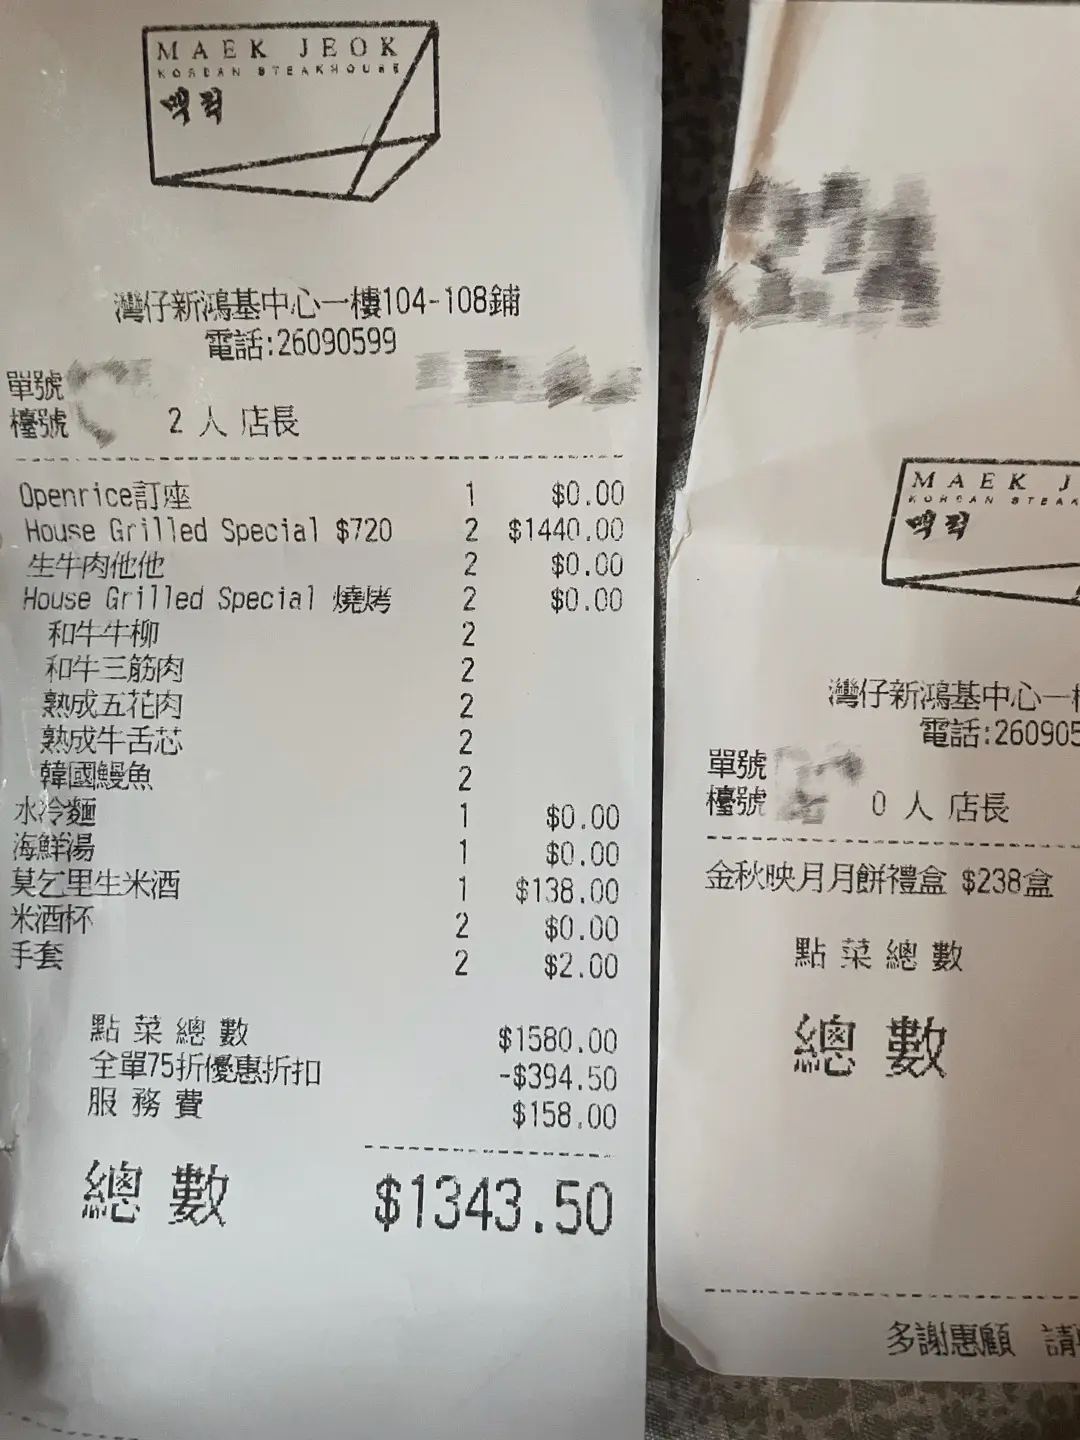 MAEK JEOK
KOREAN STEAKHOUSE
맥적
灣仔新鴻基中心一樓104-108鋪
電話:26090599
單號
檯號 2 人 店長
Openrice訂座 1 $0.00
House Grilled Special $720 2 $1440.00
生牛肉他他 2 $0.00
House Grilled Special 燒烤 2 $0.00
和牛牛柳 2
和牛三筋肉 2
熟成五花肉 2
熟成牛舌芯 2
韓國鰻魚 2
水冷麵 1 $0.00
海鮮湯 1 $0.00
莫乞里生米酒 1 $138.00
米酒杯 2 $0.00
手套 2 $2.00
點菜總數 $1580.00
全單75折優惠折扣 -$394.50
服務費 $158.00
總數 $1343.50
MAEK J
KOREAN STEAK
맥적
灣仔新鴻基中心一
電話:260905
單號
檯號 0 人 店長
金秋映月月餅禮盒 $238盒
點菜總數
總數
多謝惠顧 請